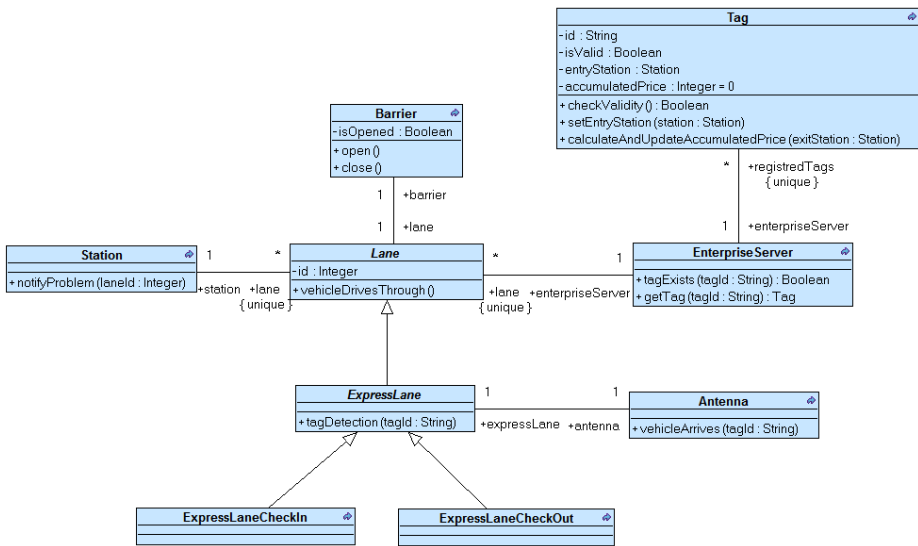 Tag
- id : String
- isValid : Boolean
- entryStation : Station
- accumulatedPrice : Integer = 0
+ checkValidity () : Boolean
+ setEntryStation (station : Station)
+ calculateAndUpdateAccumulatedPrice (exitStation : Station)
Barrier
- isOpened : Boolean
+ open ()
+ close ()
* +registredTags
{ unique }
1 +barrier
1 +lane
1 +enterpriseServer
Station
+ notifyProblem (laneId : Integer)
1 *
+station +lane
{ unique }
Lane
- id : Integer
+ vehicleDrivesThrough ()
* 1
+lane +enterpriseServer
{ unique }
EnterpriseServer
+ tagExists (tagId : String) : Boolean
+ getTag (tagId : String) : Tag
ExpressLane
+ tagDetection (tagId : String)
1 1
+expressLane +antenna
Antenna
+ vehicleArrives (tagId : String)
ExpressLaneCheckIn
ExpressLaneCheckOut